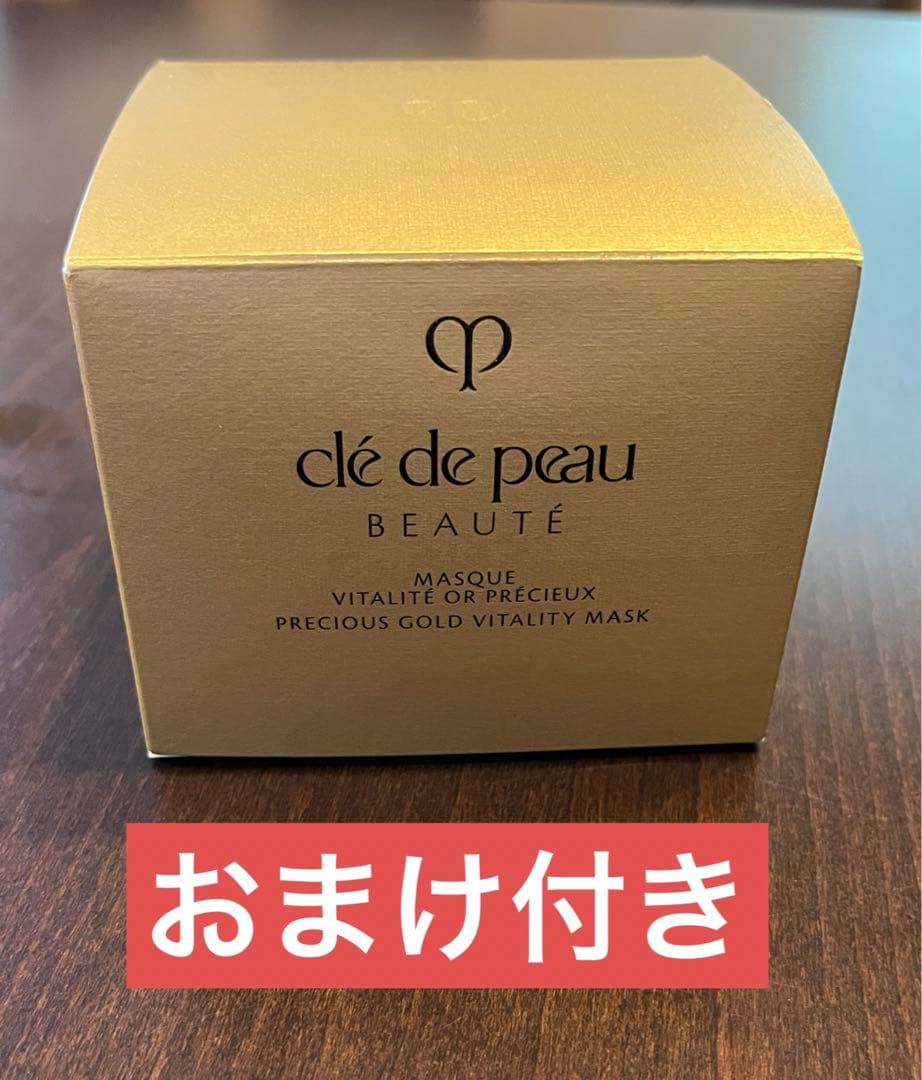 clé de peau
BEAUTÉ
MASQUE
VITALITÉ OR PRÉCIEUX
PRECIOUS GOLD VITALITY MASK
おまけ付き